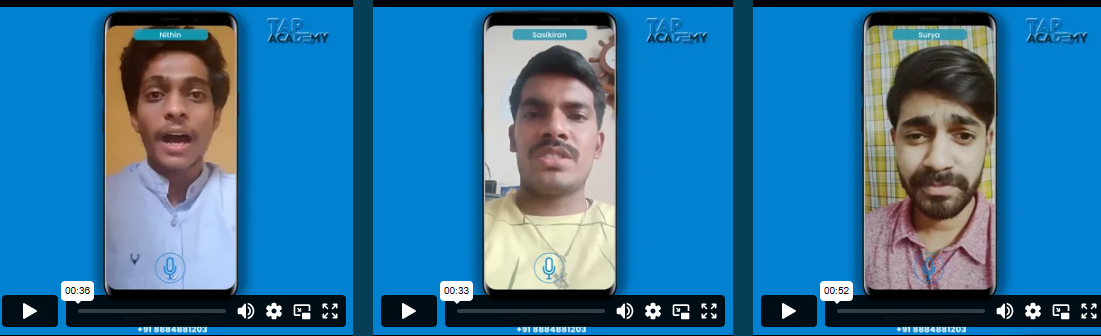 Nithin
TAP
ACADEMY
00:36
+91 8884881203
Sasikiran
TAP
ACADEMY
00:33
+91 8884881203
Surya
TAP
ACADEMY
00:52
+91 8884881203